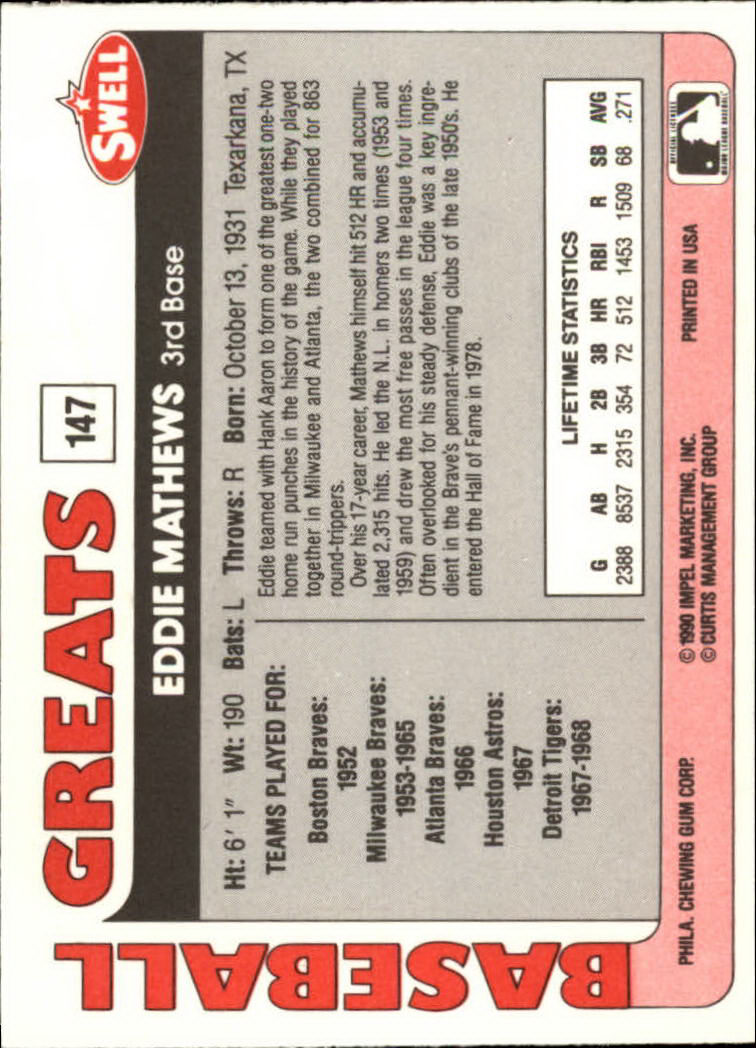 BASEBALL
GREATS
147
SWELL
EDDIE MATHEWS 3rd Base
Ht: 6' 1" Wt: 190 Bats: L Throws: R Born: October 13, 1931 Texarkana, TX
TEAMS PLAYED FOR:
Boston Braves:
1952
Milwaukee Braves:
1953-1965
Atlanta Braves:
1966
Houston Astros:
1967
Detroit Tigers:
1967-1968
Eddie teamed with Hank Aaron to form one of the greatest one-two
home run punches in the history of the game. While they played
together in Milwaukee and Atlanta, the two combined for 863
round-trippers.
Over his 17-year career, Mathews himself hit 512 HR and accumu-
lated 2,315 hits. He led the N.L. in homers two times (1953 and
1959) and drew the most free passes in the league four times.
Often overlooked for his steady defense, Eddie was a key ingre-
dient in the Brave's pennant-winning clubs of the late 1950's. He
entered the Hall of Fame in 1978.
LIFETIME STATISTICS
G AB H 2B 3B HR RBI R SB AVG
2388 8537 2315 354 72 512 1453 1509 68 .271
PHILA. CHEWING GUM CORP.
© 1990 IMPEL MARKETING, INC.
© CURTIS MANAGEMENT GROUP
PRINTED IN USA
OFFICIAL LICENSEE
MAJOR LEAGUE BASEBALL